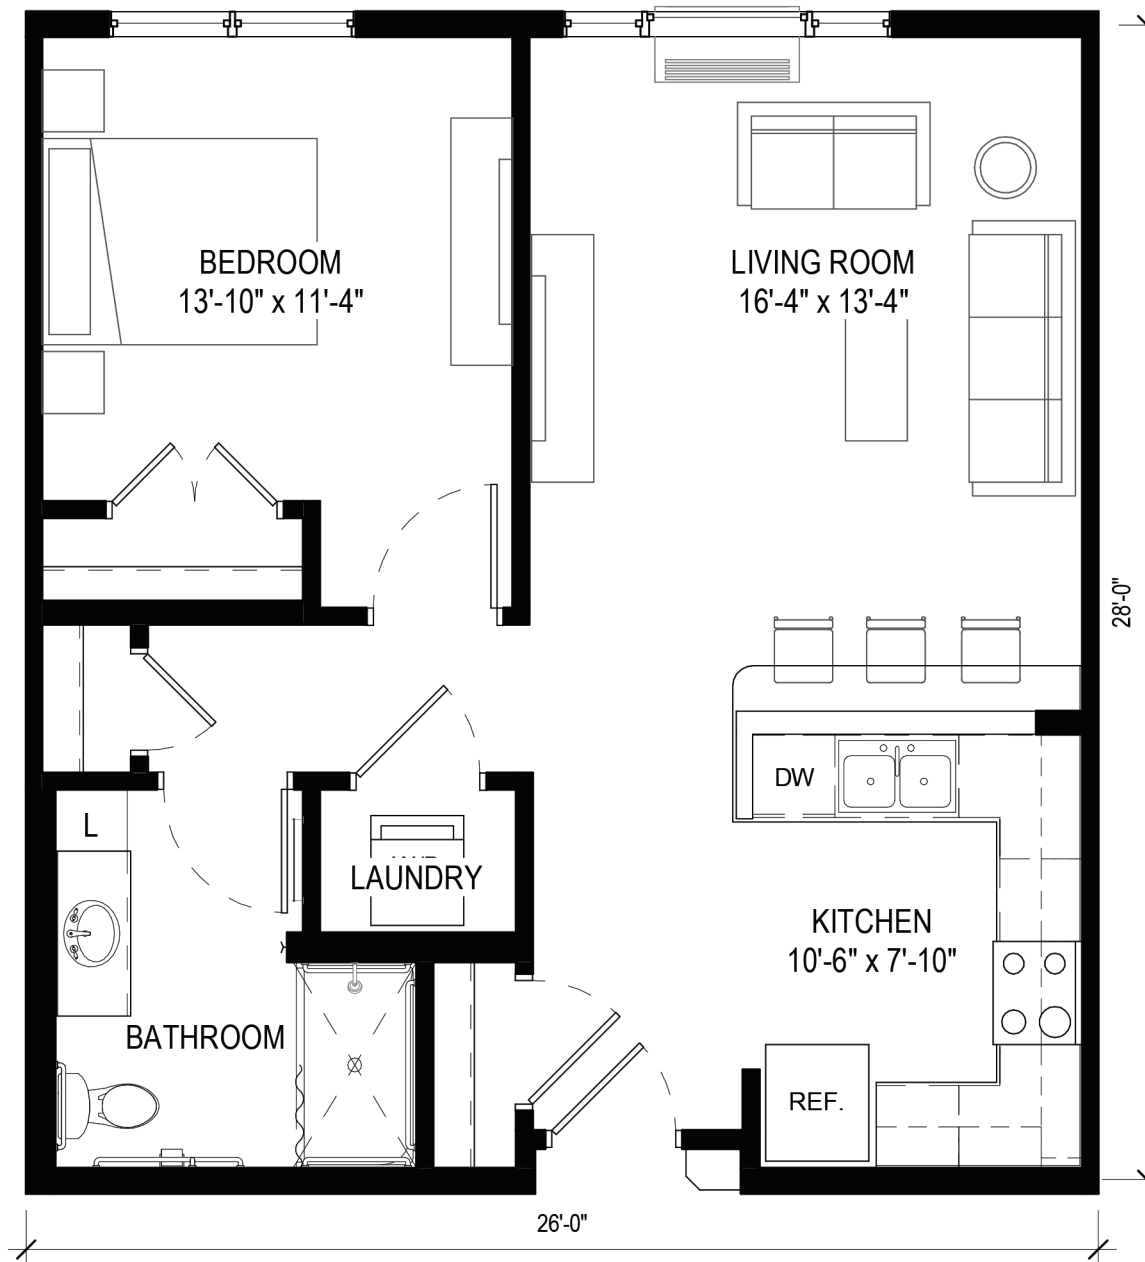 BEDROOM
13'-10" x 11'-4"
LIVING ROOM
16'-4" x 13'-4"
28'-0"
DW
L
LAUNDRY
KITCHEN
10'-6" x 7'-10"
BATHROOM
REF.
26'-0"